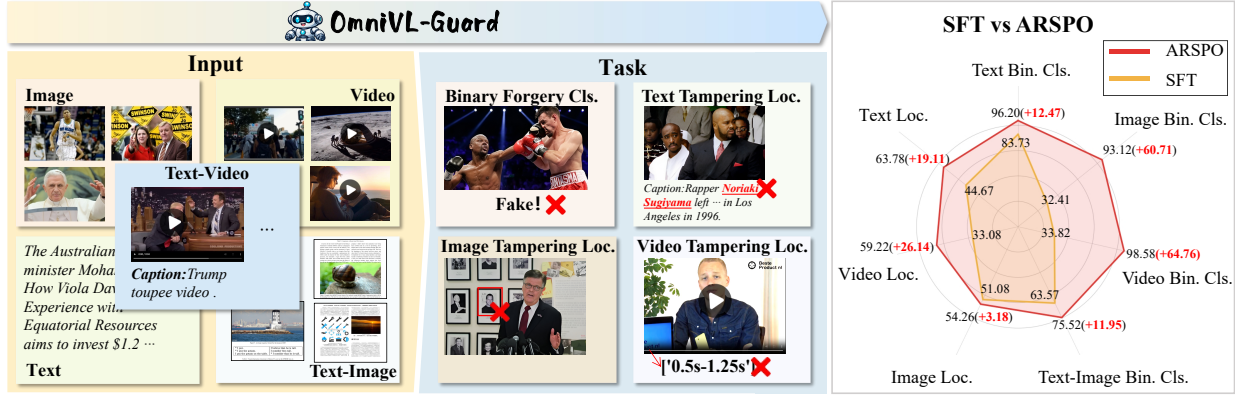 OmniVL-Guard
Input
Image
SWINSON
SWINSON
Video
Text-Video
Caption:Trump
toupee video .
...
The Australian
minister Moha
How Viola Dav
Experience with
Equatorial Resources
aims to invest $1.2 ···
Text
Text-Image
Task
Binary Forgery Cls.
Fake!
Text Tampering Loc.
Caption:Rapper Noriaki
Sugiyama left ··· in Los
Angeles in 1996.
Image Tampering Loc.
Video Tampering Loc.
Beste
Product.nl
['0.5s-1.25s']
SFT vs ARSPO
ARSPO
SFT
Text Bin. Cls.
96.20(+12.47)
83.73
Image Bin. Cls.
93.12(+60.71)
32.41
Video Bin. Cls.
98.58(+64.76)
33.82
Text-Image Bin. Cls.
75.52(+11.95)
63.57
Image Loc.
54.26(+3.18)
51.08
Video Loc.
59.22(+26.14)
33.08
Text Loc.
63.78(+19.11)
44.67